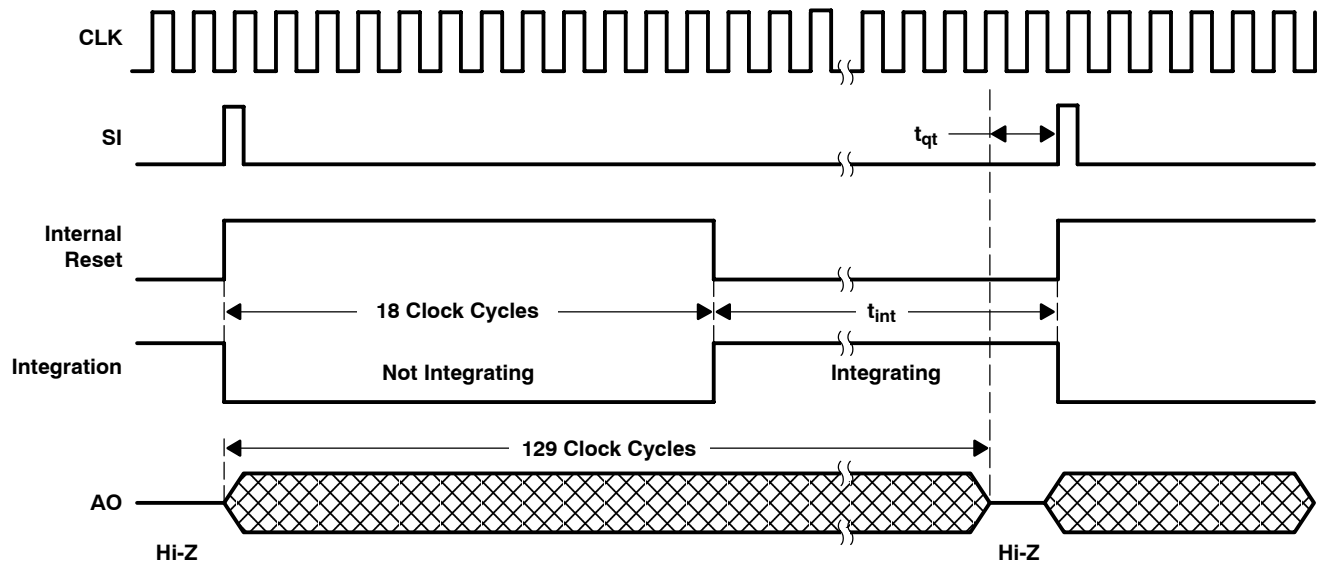 CLK
SI
t_qt
Internal
Reset
18 Clock Cycles
t_int
Integration
Not Integrating
Integrating
129 Clock Cycles
AO
Hi-Z
Hi-Z